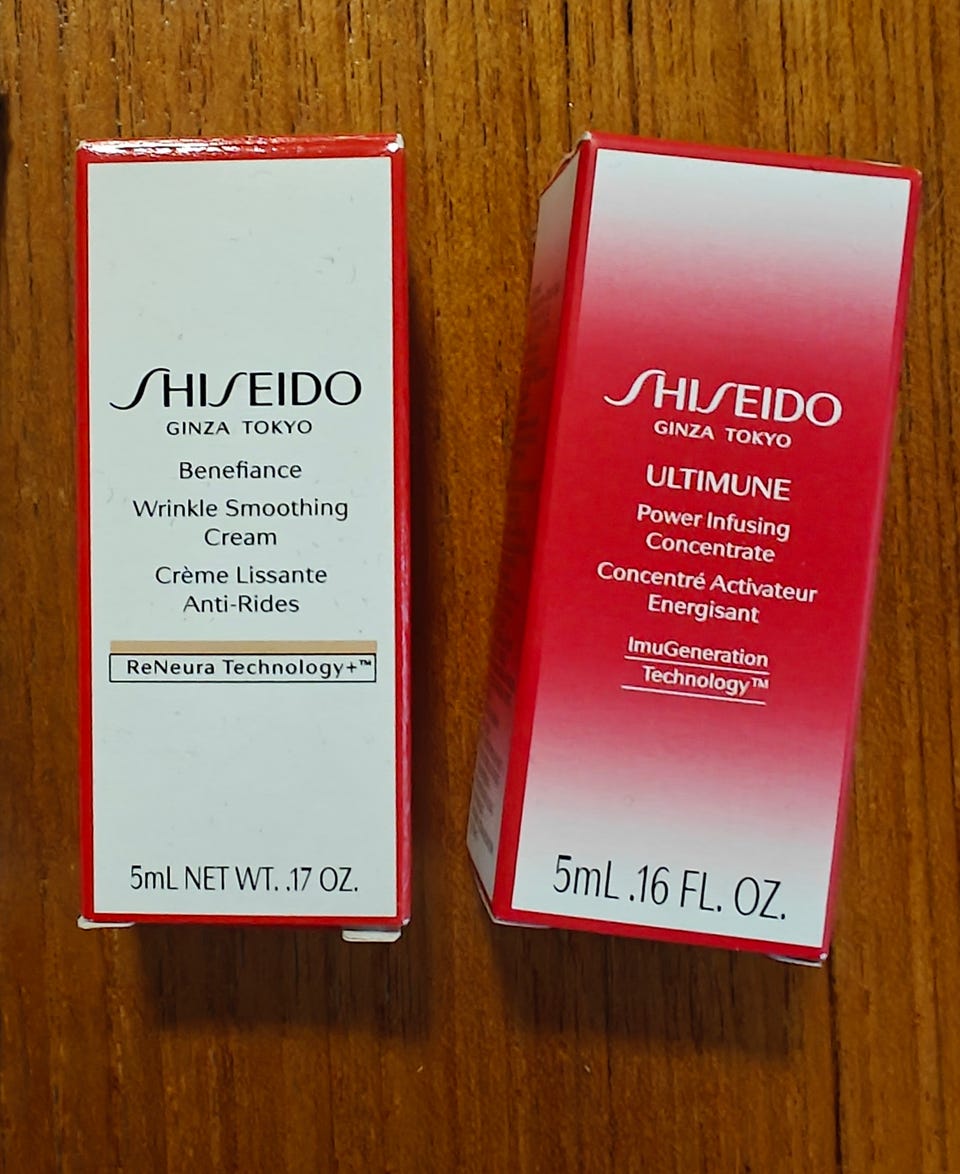 SHISEIDO
GINZA TOKYO
Benefiance
Wrinkle Smoothing
Cream
Crème Lissante
Anti-Rides
ReNeura Technology+™
5mL NET WT. .17 OZ.
SHISEIDO
GINZA TOKYO
ULTIMUNE
Power Infusing
Concentrate
Concentré Activateur
Energisant
ImuGeneration
Technology™
5mL .16 FL. OZ.